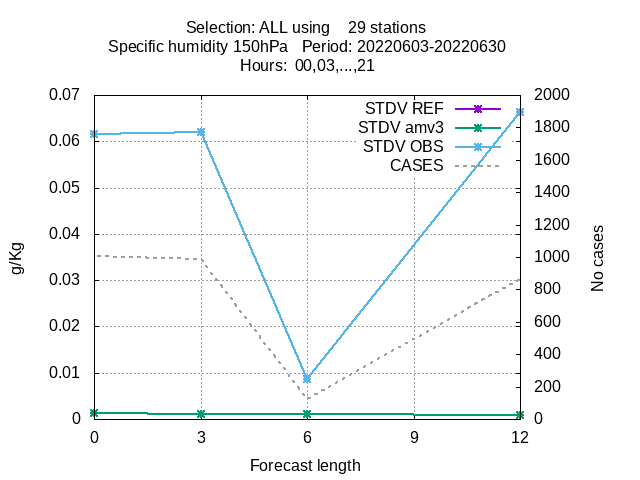 Selection: ALL using    29 stations
Specific humidity 150hPa   Period: 20220603-20220630
Hours: 00,03,...,21
STDV REF
STDV amv3
STDV OBS
CASES
0.07
0.06
0.05
0.04
0.03
0.02
0.01
0
g/Kg
2000
1800
1600
1400
1200
1000
800
600
400
200
0
No cases
0 3 6 9 12
Forecast length